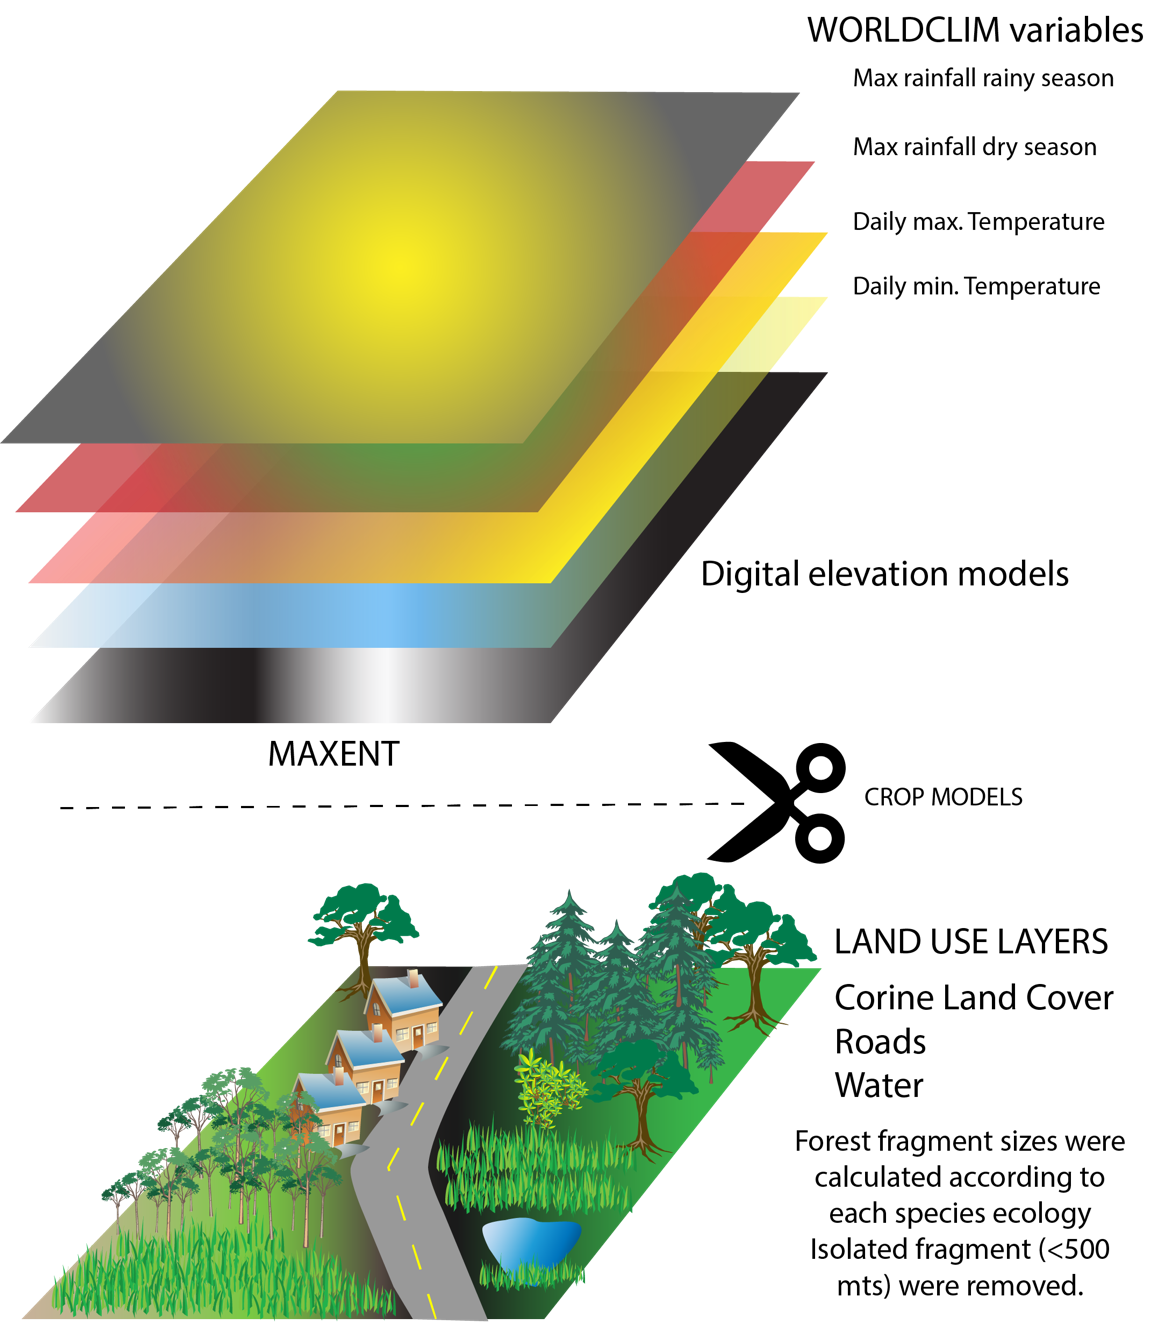 WORLDCLIM variables
Max rainfall rainy season
Max rainfall dry season
Daily max. Temperature
Daily min. Temperature
Digital elevation models
MAXENT
CROP MODELS
LAND USE LAYERS
Corine Land Cover
Roads
Water
Forest fragment sizes were
calculated according to
each species ecology
Isolated fragment (<500
mts) were removed.